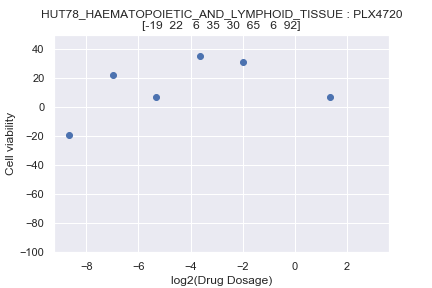 HUT78_HAEMATOPOIETIC_AND_LYMPHOID_TISSUE : PLX4720
[-19 22 6 35 30 65 6 92]
40
20
0
−20
−40
−60
−80
−100
Cell viability
−8 −6 −4 −2 0 2
log2(Drug Dosage)